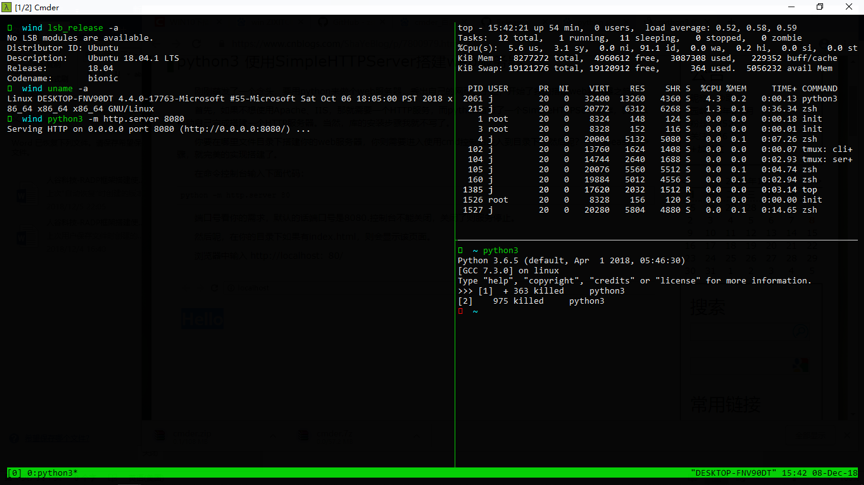 [1/2] Cmder
wind lsb_release -a
No LSB modules are available.
Distributor ID: Ubuntu
Description:    Ubuntu 18.04.1 LTS
Release:        18.04
Codename:       bionic
wind uname -a
Linux DESKTOP-FNV90DT 4.4.0-17763-Microsoft #55-Microsoft Sat Oct 06 18:05:00 PST 2018 x
86_64 x86_64 x86_64 GNU/Linux
wind python3 -m http.server 8080
Serving HTTP on 0.0.0.0 port 8080 (http://0.0.0.0:8080/) ...
top - 15:42:21 up 54 min,  0 users,  load average: 0.52, 0.58, 0.59
Tasks:  12 total,   1 running,  11 sleeping,   0 stopped,   0 zombie
%Cpu(s):  5.6 us,  3.1 sy,  0.0 ni, 91.1 id,  0.0 wa,  0.2 hi,  0.0 si,  0.0 st
KiB Mem :  8277272 total,  4960612 free,  3087308 used,   229352 buff/cache
KiB Swap: 19121276 total, 19120912 free,      364 used.  5056232 avail Mem
PID USER      PR  NI    VIRT    RES    SHR S  %CPU %MEM     TIME+ COMMAND
2061 j         20   0   32400  13260   4360 S   4.3  0.2   0:00.13 python3
215 j         20   0   20772   6312   6268 S   1.3  0.1   0:36.34 zsh
1 root      20   0    8324    148    124 S   0.0  0.0   0:00.18 init
3 root      20   0    8328    152    116 S   0.0  0.0   0:00.01 init
4 j         20   0   20004   5132   5080 S   0.0  0.1   0:07.26 zsh
102 j         20   0   13760   1624   1408 S   0.0  0.0   0:00.07 tmux: cli+
104 j         20   0   14744   2640   1688 S   0.0  0.0   0:02.93 tmux: ser+
105 j         20   0   20076   5560   5512 S   0.0  0.1   0:04.74 zsh
160 j         20   0   19884   5012   4556 S   0.0  0.1   0:02.94 zsh
1385 j         20   0   17620   2032   1512 R   0.0  0.0   0:03.14 top
1526 root      20   0    8328    156    120 S   0.0  0.0   0:00.00 init
1527 j         20   0   20280   5804   4880 S   0.0  0.1   0:14.65 zsh
~ python3
Python 3.6.5 (default, Apr  1 2018, 05:46:30)
[GCC 7.3.0] on linux
Type "help", "copyright", "credits" or "license" for more information.
>>> [1]  + 363 killed     python3
[2]    975 killed     python3
~
搜索
常用链接
Hello
[0] 0:python3*
"DESKTOP-FNV90DT" 15:42 08-Dec-18